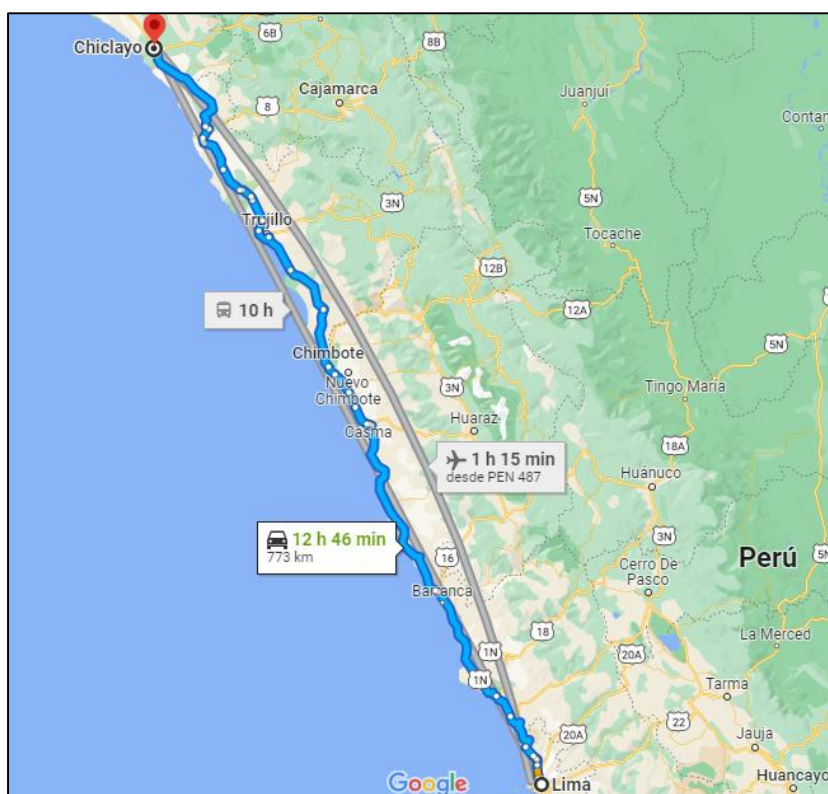 Chiclayo
6B
8B
Cajamarca
8
Juanjuí
Contan
3N
5N
Trujillo
Tocache
12B
10 h
12A
5N
Chimbote
Nuevo
Chimbote
3N
Tingo María
Casma
Huaraz
18A
1 h 15 min
desde PEN 487
Huánuco
12 h 46 min
773 km
3N
16
Cerro De
Pasco
Perú
5N
Barranca
18
La Merced
1N
20A
1N
Tarma
20A
22
Jauja
Google
Lima
Huancayo